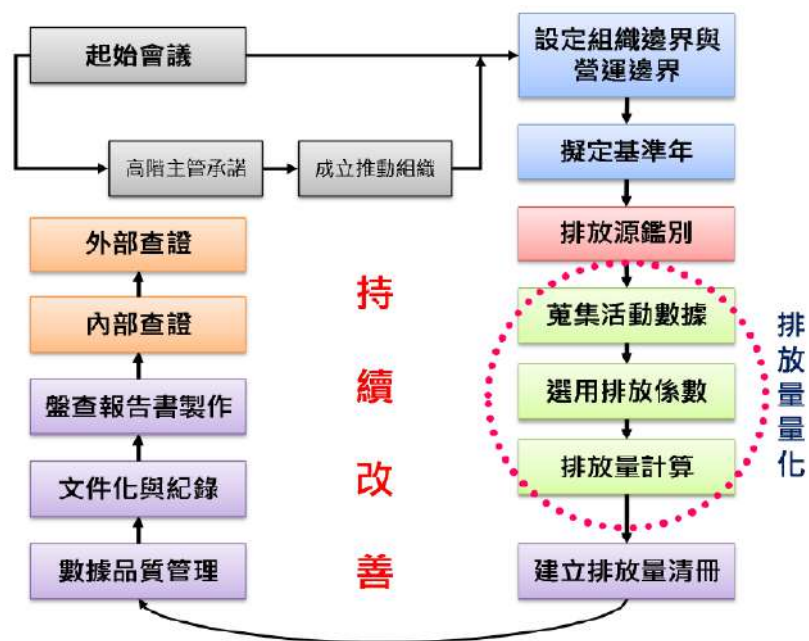 起始會議
設定組織邊界與
營運邊界
高階主管承諾
成立推動組織
擬定基準年
外部查證
排放源鑑別
內部查證
蒐集活動數據
盤查報告書製作
選用排放係數
文件化與紀錄
排放量計算
數據品質管理
建立排放量清冊
持
續
改
善
排
放
量
量
化